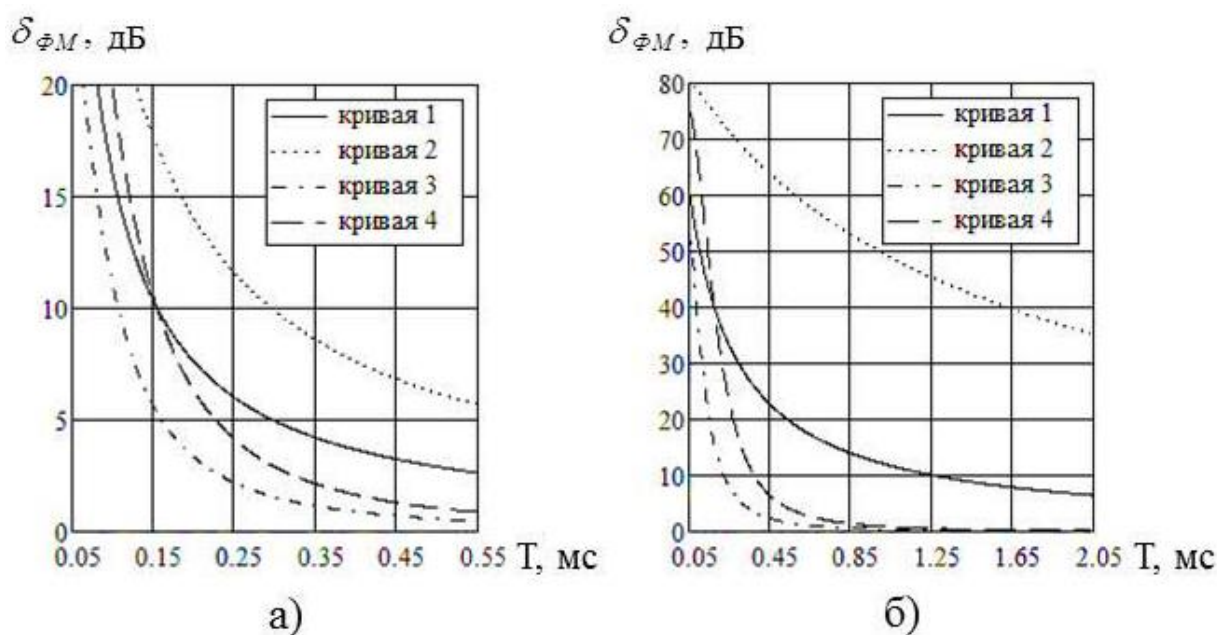 δФМ, дБ
20
15
10
5
0
кривая 1
кривая 2
кривая 3
кривая 4
0.05 0.15 0.25 0.35 0.45 0.55 Т, мс
а)
δФМ, дБ
80
70
60
50
40
30
20
10
0
кривая 1
кривая 2
кривая 3
кривая 4
0.05 0.45 0.85 1.25 1.65 2.05 Т, мс
б)